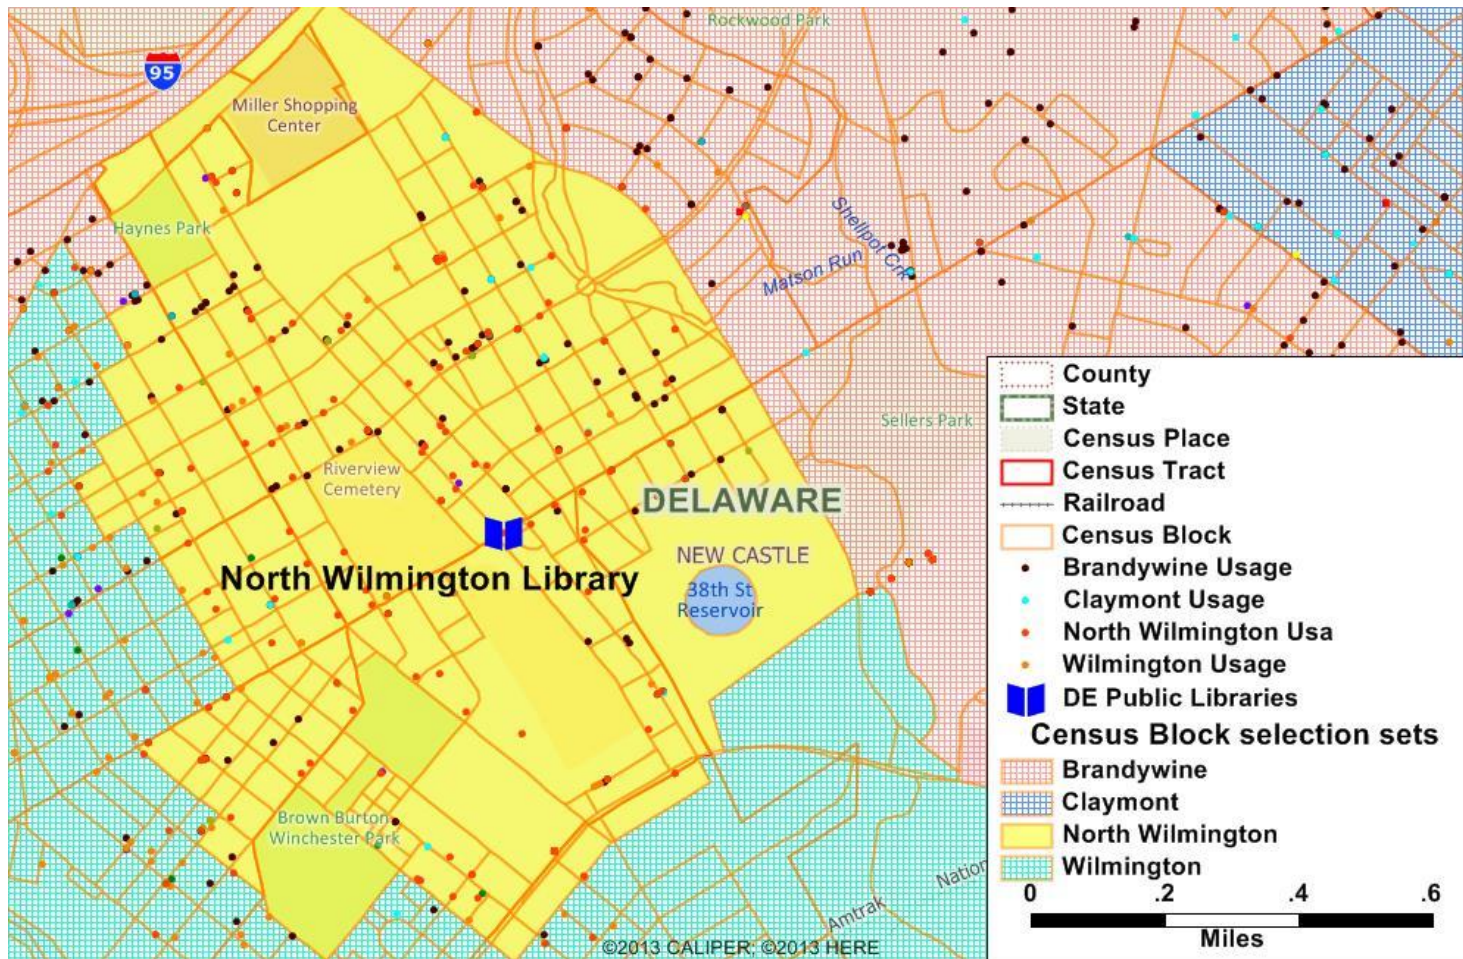 Rockwood Park
95
Miller Shopping
Center
Haynes Park
Shellpot Crk
Matson Run
Sellers Park
Riverview
Cemetery
DELAWARE
NEW CASTLE
38th St
Reservoir
North Wilmington Library
Brown Burton
Winchester Park
Nation
Amtrak
©2013 CALIPER; ©2013 HERE
County
State
Census Place
Census Tract
Railroad
Census Block
Brandywine Usage
Claymont Usage
North Wilmington Usa
Wilmington Usage
DE Public Libraries
Census Block selection sets
Brandywine
Claymont
North Wilmington
Wilmington
0 .2 .4 .6
Miles